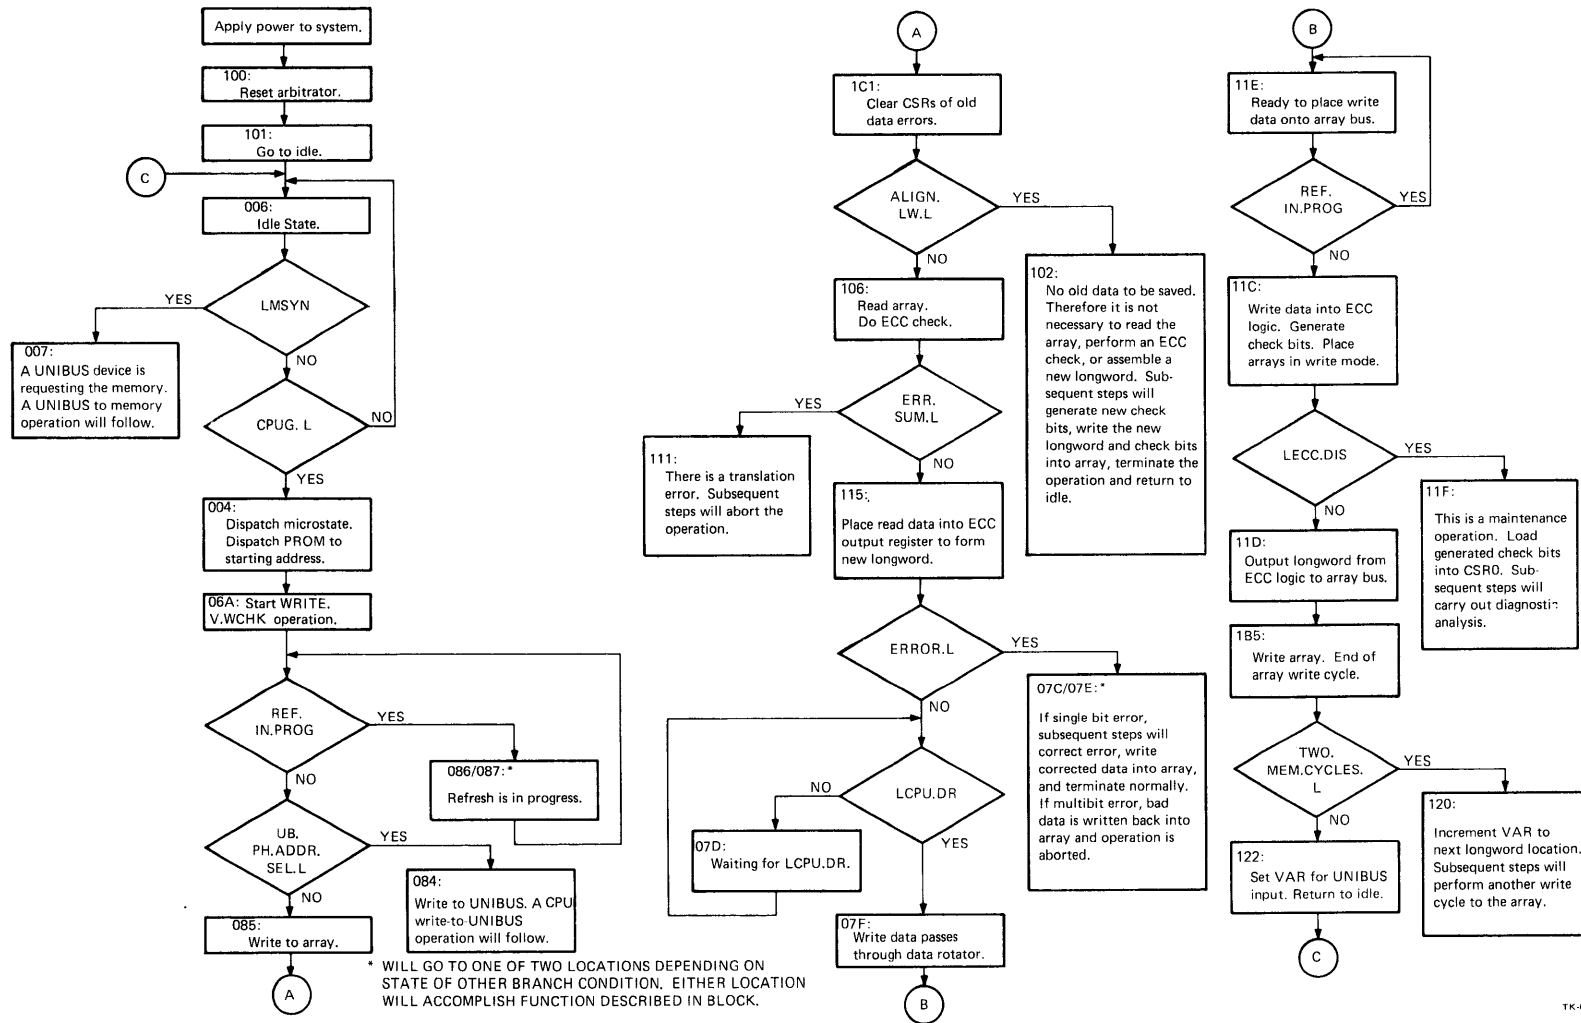 Apply power to system.
100:
Reset arbitrator.
101:
Go to idle.
C
006:
Idle State.
LMSYN
YES
NO
007:
A UNIBUS device is
requesting the memory.
A UNIBUS to memory
operation will follow.
CPUG. L
NO
YES
004:
Dispatch microstate.
Dispatch PROM to
starting address.
06A: Start WRITE.
V.WCHK operation.
REF.
IN.PROG
YES
NO
086/087:*
Refresh is in progress.
UB.
PH.ADDR.
SEL.L
YES
NO
084:
Write to UNIBUS. A CPU
write-to-UNIBUS
operation will follow.
085:
Write to array.
A
* WILL GO TO ONE OF TWO LOCATIONS DEPENDING ON
STATE OF OTHER BRANCH CONDITION. EITHER LOCATION
WILL ACCOMPLISH FUNCTION DESCRIBED IN BLOCK.
A
1C1:
Clear CSRs of old
data errors.
ALIGN.
LW.L
YES
NO
102:
No old data to be saved.
Therefore it is not
necessary to read the
array, perform an ECC
check, or assemble a
new longword. Sub-
sequent steps will
generate new check
bits, write the new
longword and check bits
into array, terminate the
operation and return to
idle.
106:
Read array.
Do ECC check.
ERR.
SUM.L
YES
NO
111:
There is a translation
error. Subsequent
steps will abort the
operation.
115:
Place read data into ECC
output register to form
new longword.
ERROR.L
YES
NO
07C/07E:*
If single bit error,
subsequent steps will
correct error, write
corrected data into array,
and terminate normally.
If multibit error, bad
data is written back into
array and operation is
aborted.
LCPU.DR
NO
YES
07D:
Waiting for LCPU.DR.
07F:
Write data passes
through data rotator.
B
B
11E:
Ready to place write
data onto array bus.
REF.
IN.PROG
YES
NO
11C:
Write data into ECC
logic. Generate
check bits. Place
arrays in write mode.
LECC.DIS
YES
NO
11F:
This is a maintenance
operation. Load
generated check bits
into CSR0. Sub-
sequent steps will
carry out diagnostic
analysis.
11D:
Output longword from
ECC logic to array bus.
1B5:
Write array. End of
array write cycle.
TWO.
MEM.CYCLES.
L
YES
NO
120:
Increment VAR to
next longword location.
Subsequent steps will
perform another write
cycle to the array.
122:
Set VAR for UNIBUS
input. Return to idle.
C